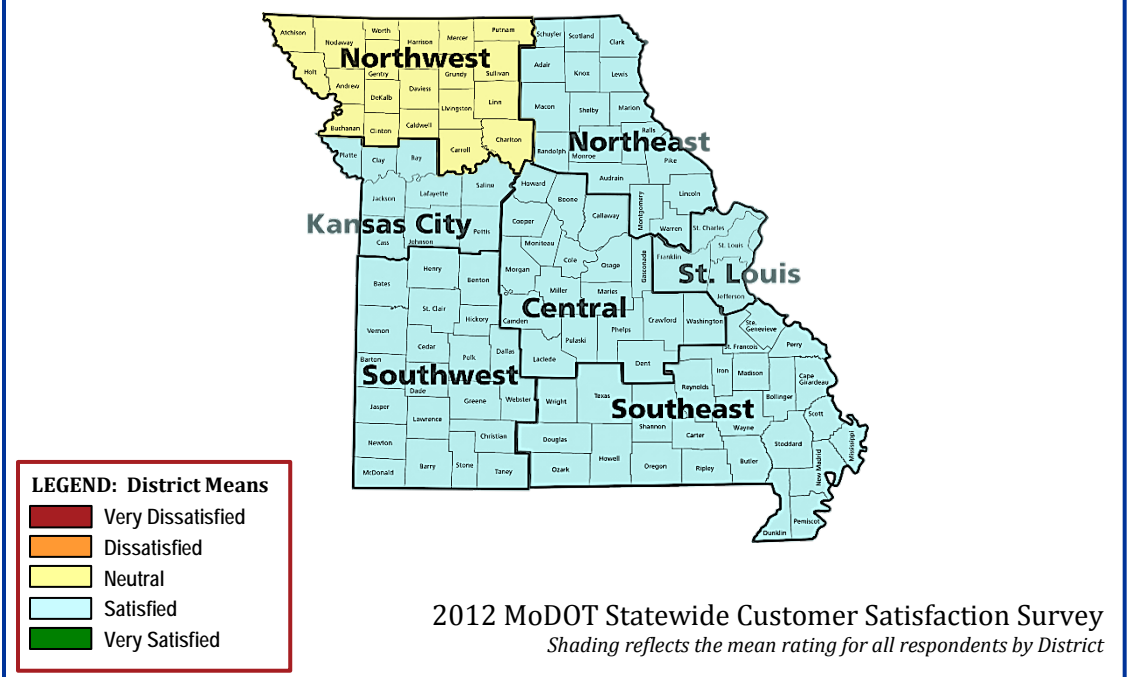 Atchison
Nodaway
Worth
Harrison
Mercer
Putnam
Schuyler
Scotland
Clark
Northwest
Holt
Andrew
Gentry
Grundy
Sullivan
Adair
Knox
Lewis
DeKalb
Daviess
Livingston
Linn
Macon
Shelby
Marion
Buchanan
Clinton
Caldwell
Carroll
Chariton
Ralls
Northeast
Randolph
Monroe
Pike
Platte
Clay
Ray
Audrain
Jackson
Lafayette
Saline
Howard
Boone
Callaway
Montgomery
Lincoln
Kansas City
Cass
Johnson
Pettis
Cooper
Moniteau
Warren
St. Charles
St. Louis
Morgan
Cole
Osage
Gasconade
Franklin
St. Louis
Jefferson
Bates
Henry
Benton
Miller
Maries
Central
St. Clair
Hickory
Camden
Pulaski
Phelps
Crawford
Washington
Ste.
Genevieve
Vernon
Cedar
Polk
Dallas
Laclede
Dent
St. Francois
Perry
Barton
Southwest
Dade
Greene
Webster
Wright
Texas
Reynolds
Iron
Madison
Cape
Girardeau
Bollinger
Southeast
Jasper
Lawrence
Christian
Shannon
Carter
Wayne
Scott
Stoddard
Mississippi
New Madrid
Newton
Douglas
McDonald
Barry
Stone
Taney
Ozark
Howell
Oregon
Ripley
Butler
Dunklin
Pemiscot
LEGEND: District Means
Very Dissatisfied
Dissatisfied
Neutral
Satisfied
Very Satisfied
2012 MoDOT Statewide Customer Satisfaction Survey
Shading reflects the mean rating for all respondents by District